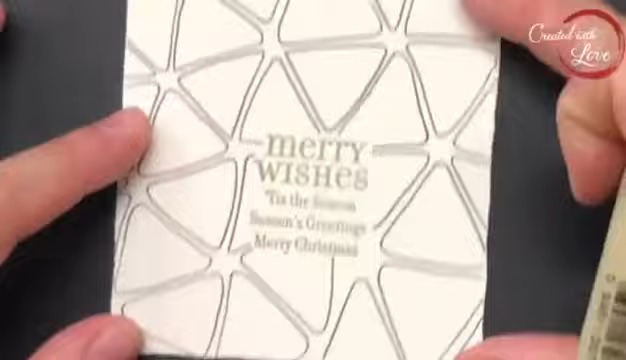 Created with
Love
merry
WISHes
'Tis the Season
Season's Greetings
Merry Christmas